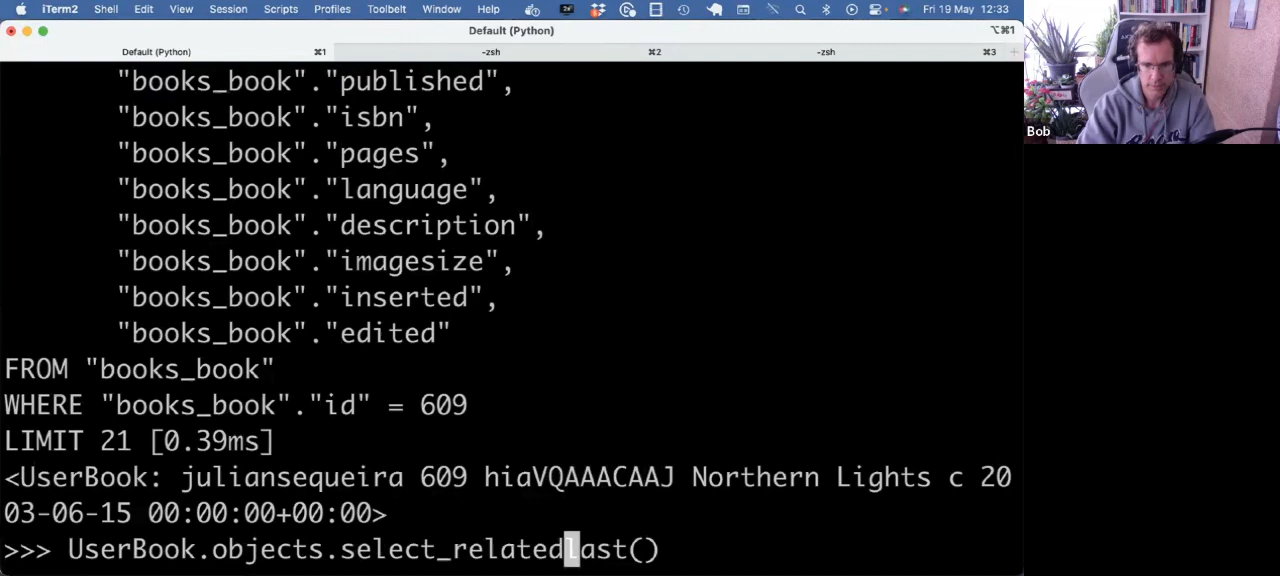 iTerm2 Shell Edit View Session Scripts Profiles Toolbelt Window Help Fri 19 May 12:33
Default (Python) ⌥⌘1
Default (Python) ⌘1 -zsh ⌘2 -zsh ⌘3
"books_book"."published",
"books_book"."isbn",
"books_book"."pages",
"books_book"."language",
"books_book"."description",
"books_book"."imagesize",
"books_book"."inserted",
"books_book"."edited"
FROM "books_book"
WHERE "books_book"."id" = 609
LIMIT 21 [0.39ms]
<UserBook: juliansequeira 609 hiaVQAAACAAJ Northern Lights c 20
03-06-15 00:00:00+00:00>
>>> UserBook.objects.select_relatedlast()
Bob